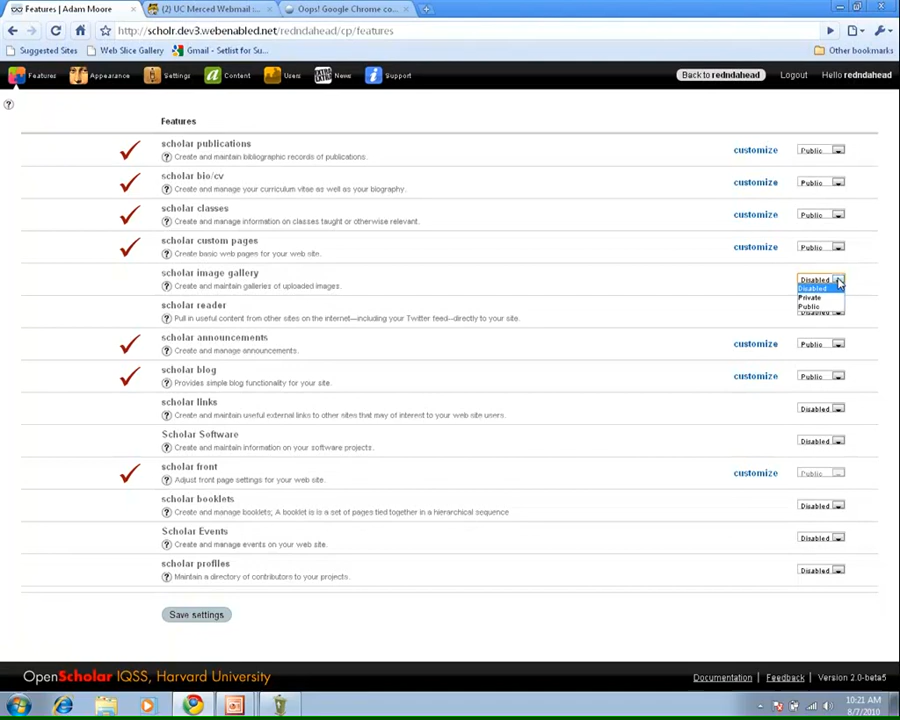 Features | Adam Moore
(2) UC Merced Webmail :...
Oops! Google Chrome co...
http://scholr.dev3.webenabled.net/redndahead/cp/features
Suggested Sites
Web Slice Gallery
Gmail - Setlist for Su...
Other bookmarks
Features
Appearance
Settings
Content
Users
EXTRA
EXTRA
News
Support
Back to redndahead
Logout
Hello redndahead
Features
scholar publications
Create and maintain bibliographic records of publications.
customize
Public
scholar bio/cv
Create and manage your curriculum vitae as well as your biography.
customize
Public
scholar classes
Create and manage information on classes taught or otherwise relevant.
customize
Public
scholar custom pages
Create basic web pages for your web site.
customize
Public
scholar image gallery
Create and maintain galleries of uploaded images.
Disabled
Disabled
Private
Public
scholar reader
Pull in useful content from other sites on the internet—including your Twitter feed--directly to your site.
Disabled
scholar announcements
Create and manage announcements.
customize
Public
scholar blog
Provides simple blog functionality for your site.
customize
Public
scholar links
Create and maintain useful external links to other sites that may of interest to your web site users.
Disabled
Scholar Software
Create and maintain information on your software projects.
Disabled
scholar front
Adjust front page settings for your web site.
customize
Public
scholar booklets
Create and manage booklets; A booklet is is a set of pages tied together in a hierarchical sequence
Disabled
Scholar Events
Create and manage events on your web site.
Disabled
scholar profiles
Maintain a directory of contributors to your projects.
Disabled
Save settings
OpenScholar IQSS, Harvard University
Documentation | Feedback | Version 2.0-beta5
10:21 AM
8/7/2010